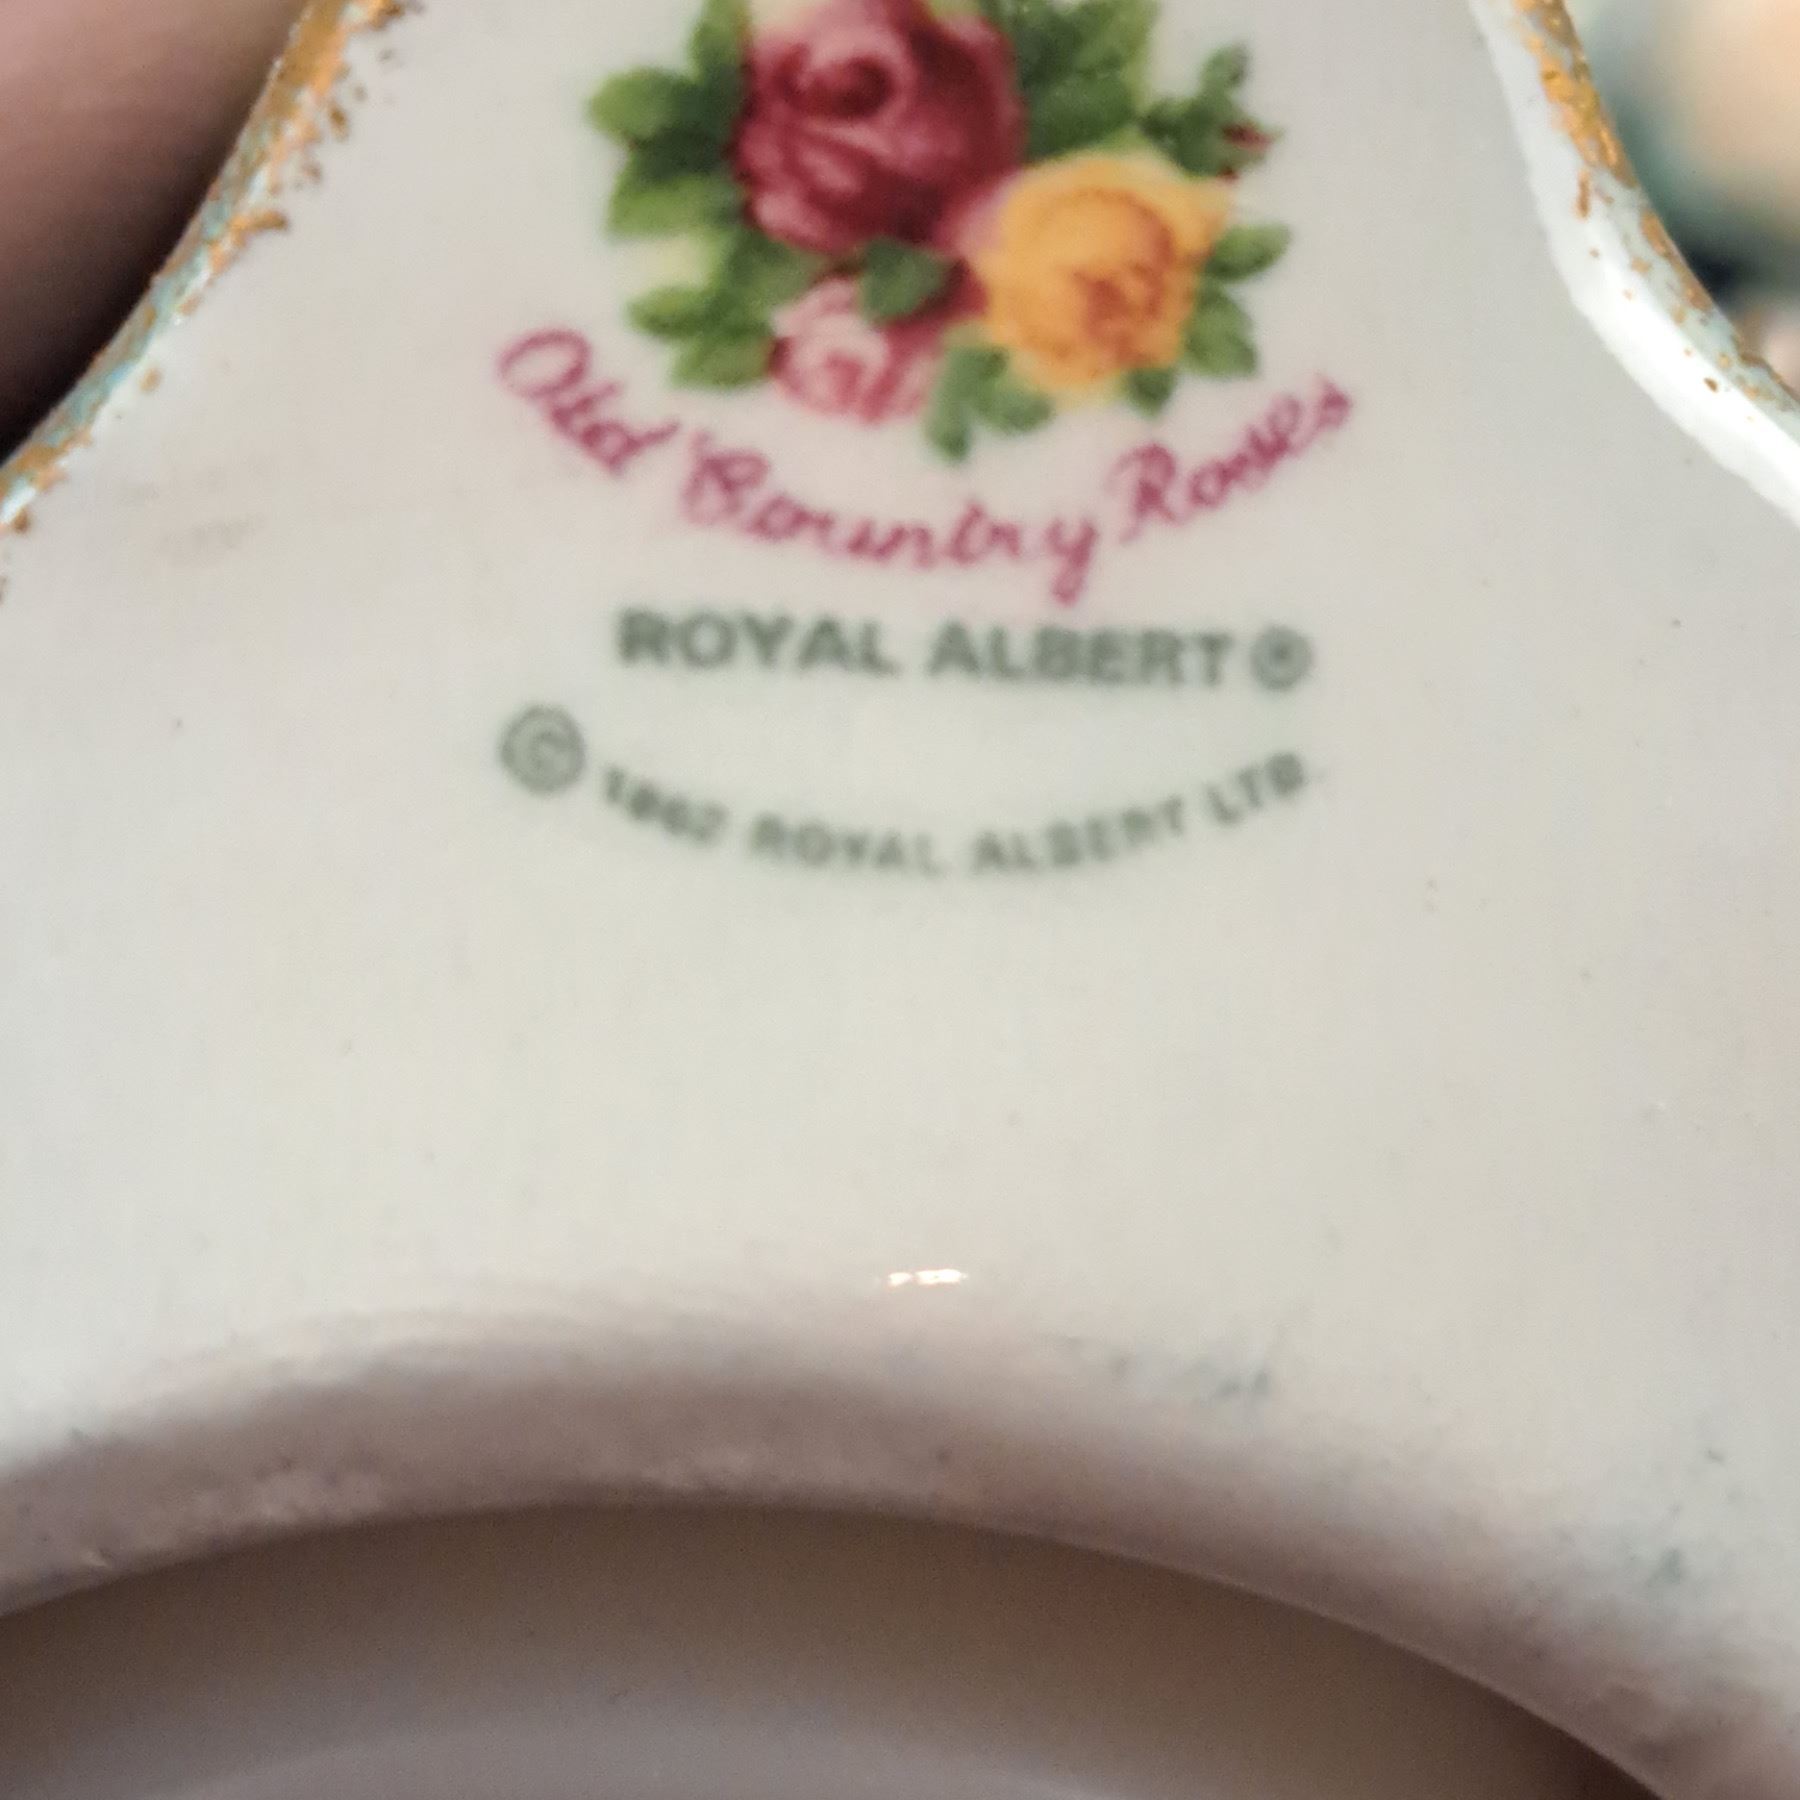 Old Country Roses
ROYAL ALBERT ®
© 1962 ROYAL ALBERT LTD.